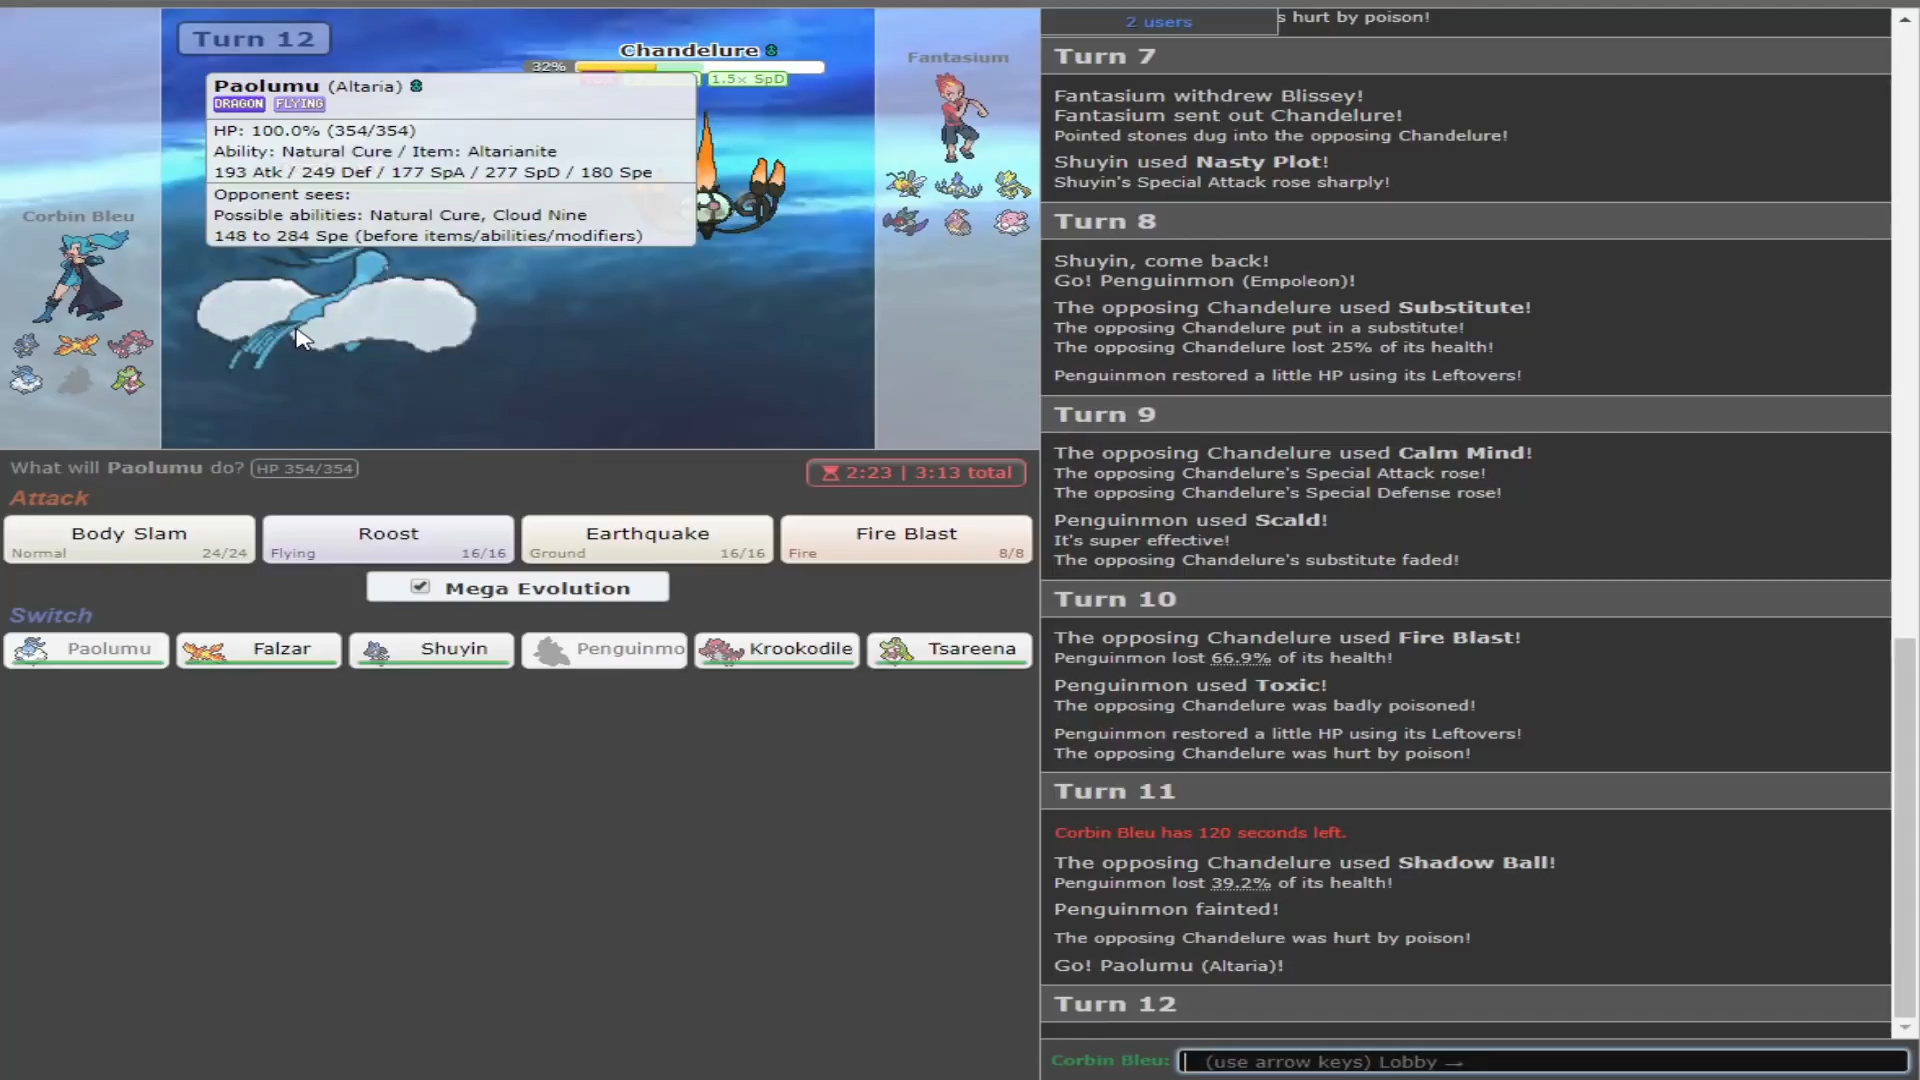 Turn 12
Chandelure
32%
1.5× SpD
Paolumu (Altaria)
DRAGON FLYING
HP: 100.0% (354/354)
Ability: Natural Cure / Item: Altarianite
193 Atk / 249 Def / 177 SpA / 277 SpD / 180 Spe
Opponent sees:
Possible abilities: Natural Cure, Cloud Nine
148 to 284 Spe (before items/abilities/modifiers)
Corbin Bleu
Fantasium
What will Paolumu do? HP 354/354
2:23 | 3:13 total
Attack
Body Slam
Normal 24/24
Roost
Flying 16/16
Earthquake
Ground 16/16
Fire Blast
Fire 8/8
Mega Evolution
Switch
Paolumu
Falzar
Shuyin
Penguinmo
Krookodile
Tsareena
2 users
s hurt by poison!
Turn 7
Fantasium withdrew Blissey!
Fantasium sent out Chandelure!
Pointed stones dug into the opposing Chandelure!
Shuyin used Nasty Plot!
Shuyin's Special Attack rose sharply!
Turn 8
Shuyin, come back!
Go! Penguinmon (Empoleon)!
The opposing Chandelure used Substitute!
The opposing Chandelure put in a substitute!
The opposing Chandelure lost 25% of its health!
Penguinmon restored a little HP using its Leftovers!
Turn 9
The opposing Chandelure used Calm Mind!
The opposing Chandelure's Special Attack rose!
The opposing Chandelure's Special Defense rose!
Penguinmon used Scald!
It's super effective!
The opposing Chandelure's substitute faded!
Turn 10
The opposing Chandelure used Fire Blast!
Penguinmon lost 66.9% of its health!
Penguinmon used Toxic!
The opposing Chandelure was badly poisoned!
Penguinmon restored a little HP using its Leftovers!
The opposing Chandelure was hurt by poison!
Turn 11
Corbin Bleu has 120 seconds left.
The opposing Chandelure used Shadow Ball!
Penguinmon lost 39.2% of its health!
Penguinmon fainted!
The opposing Chandelure was hurt by poison!
Go! Paolumu (Altaria)!
Turn 12
Corbin Bleu: (use arrow keys) Lobby →